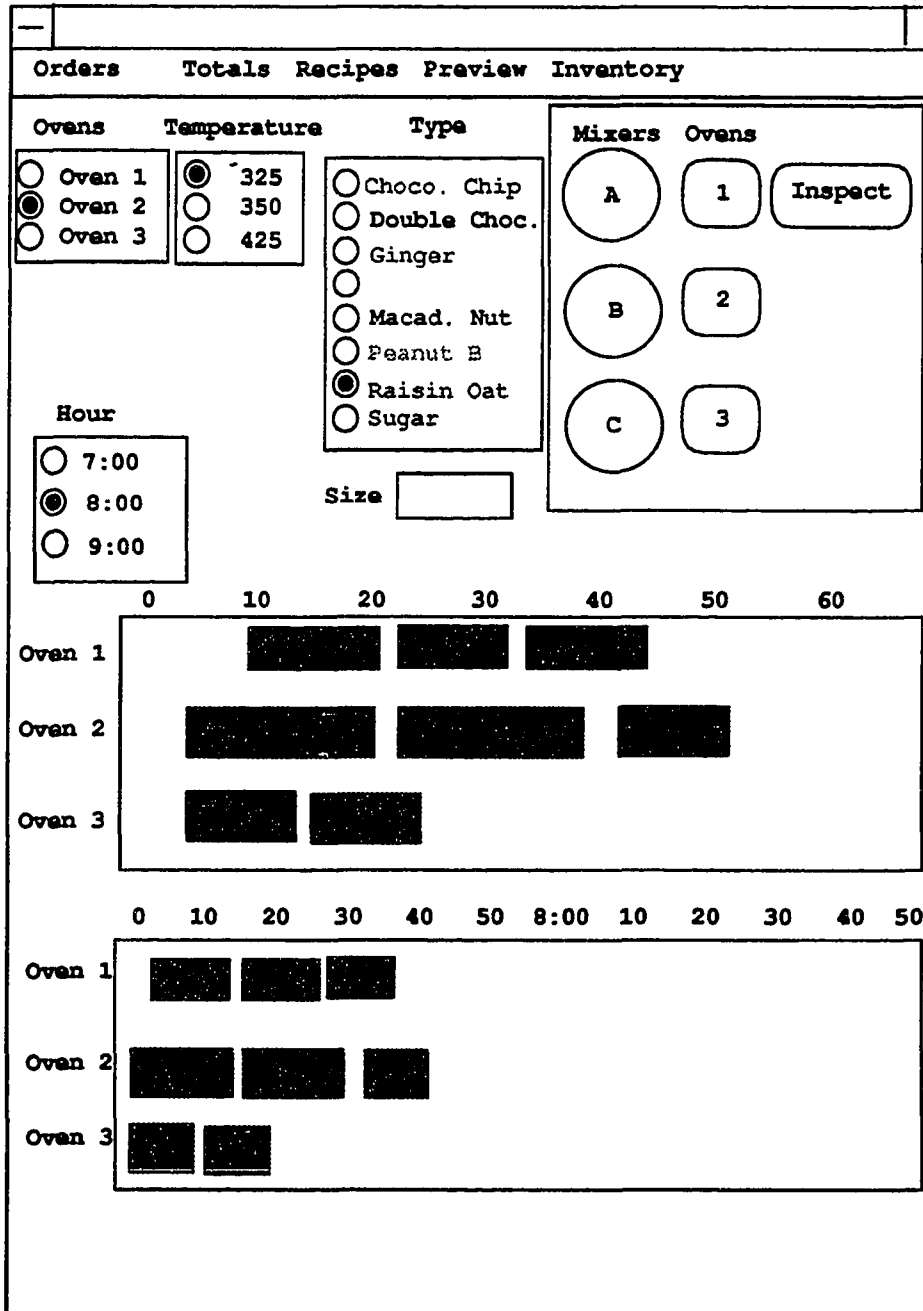 Orders Totals Recipes Preview Inventory
Ovens Temperature Type
Oven 1
Oven 2
Oven 3
325
350
425
Choco. Chip
Double Choc.
Ginger
Macad. Nut
Peanut B
Raisin Oat
Sugar
Mixers Ovens
A 1 Inspect
B 2
C 3
Hour
7:00
8:00
9:00
Size
0 10 20 30 40 50 60
Oven 1
Oven 2
Oven 3
0 10 20 30 40 50 8:00 10 20 30 40 50
Oven 1
Oven 2
Oven 3